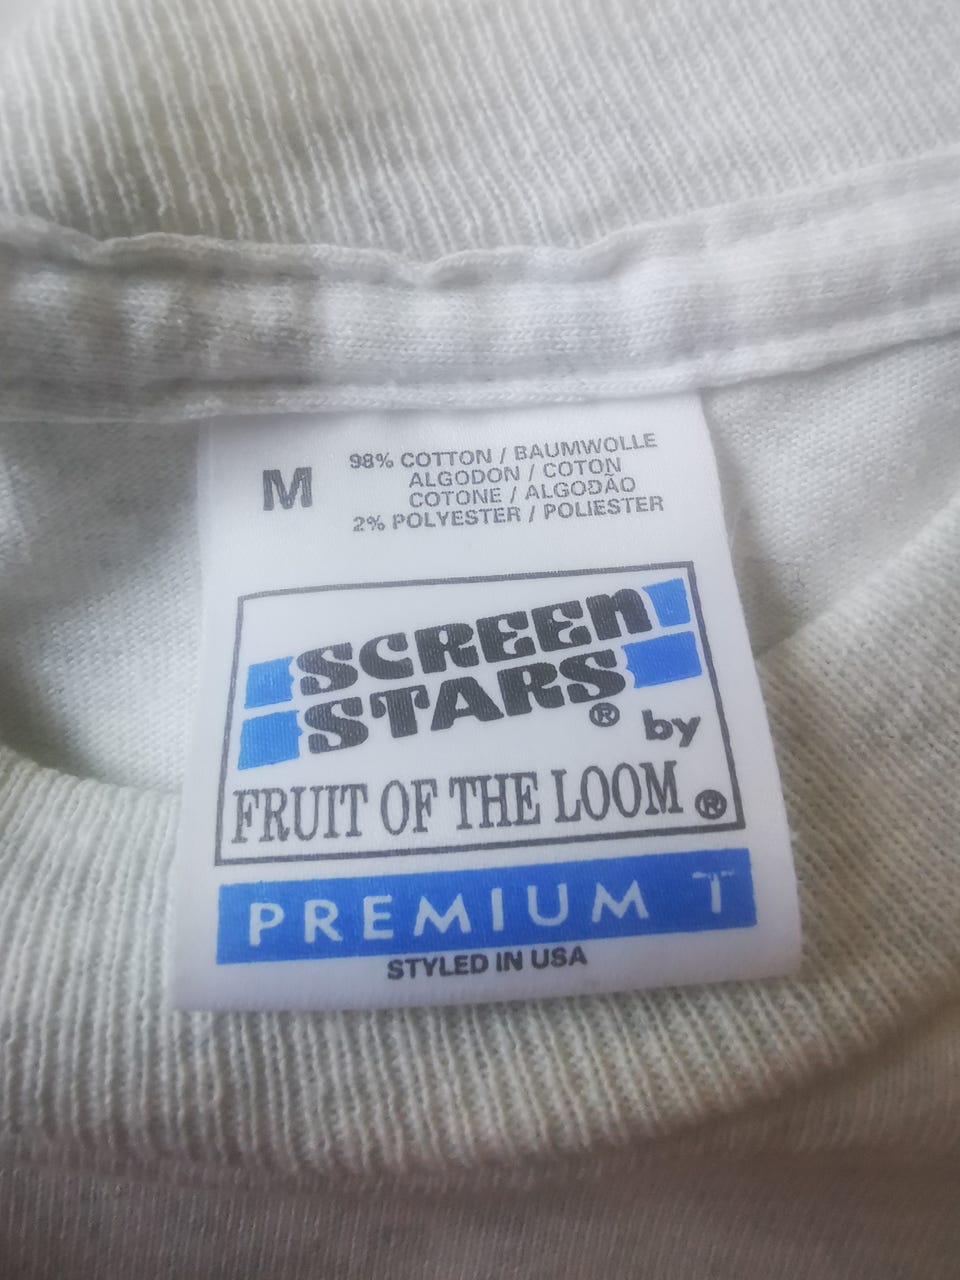 M
98% COTTON / BAUMWOLLE
ALGODON / COTON
COTONE / ALGODÃO
2% POLYESTER / POLIESTER
SCREEN
STARS® by
FRUIT OF THE LOOM®
PREMIUM T
STYLED IN USA